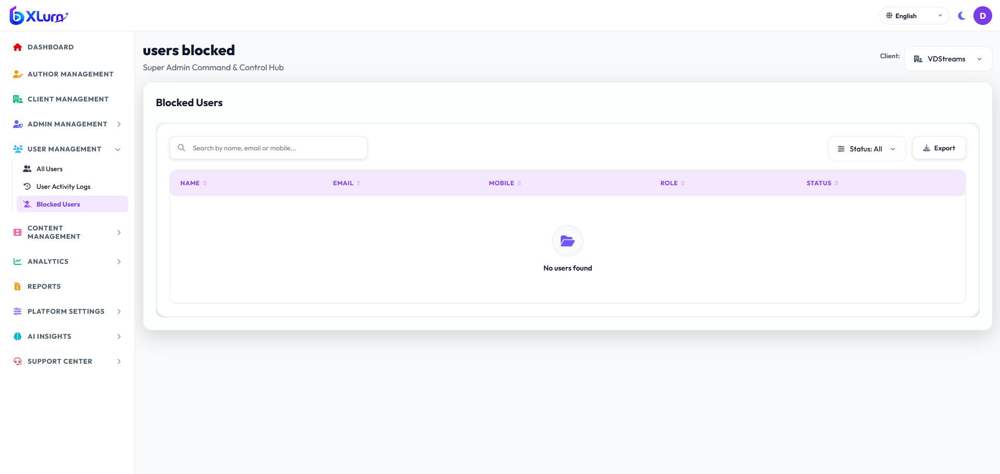 XLurn
English
D
DASHBOARD
AUTHOR MANAGEMENT
CLIENT MANAGEMENT
ADMIN MANAGEMENT
USER MANAGEMENT
All Users
User Activity Logs
Blocked Users
CONTENT
MANAGEMENT
ANALYTICS
REPORTS
PLATFORM SETTINGS
AI INSIGHTS
SUPPORT CENTER
users blocked
Super Admin Command & Control Hub
Client:
VDStreams
Blocked Users
Search by name, email or mobile...
Status: All
Export
NAME EMAIL MOBILE ROLE STATUS
No users found